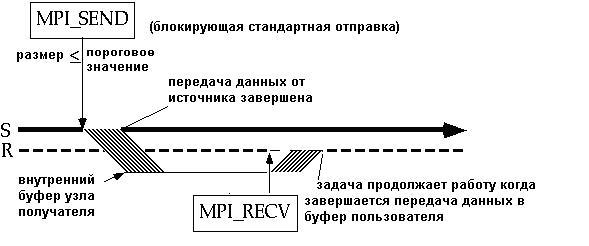 MPI_SEND
(блокирующая стандартная отправка)
размер ≤ пороговое
значение
передача данных от
источника завершена
S
R
внутренний
буфер узла
получателя
MPI_RECV
задача продолжает работу когда
завершается передача данных в
буфер пользователя